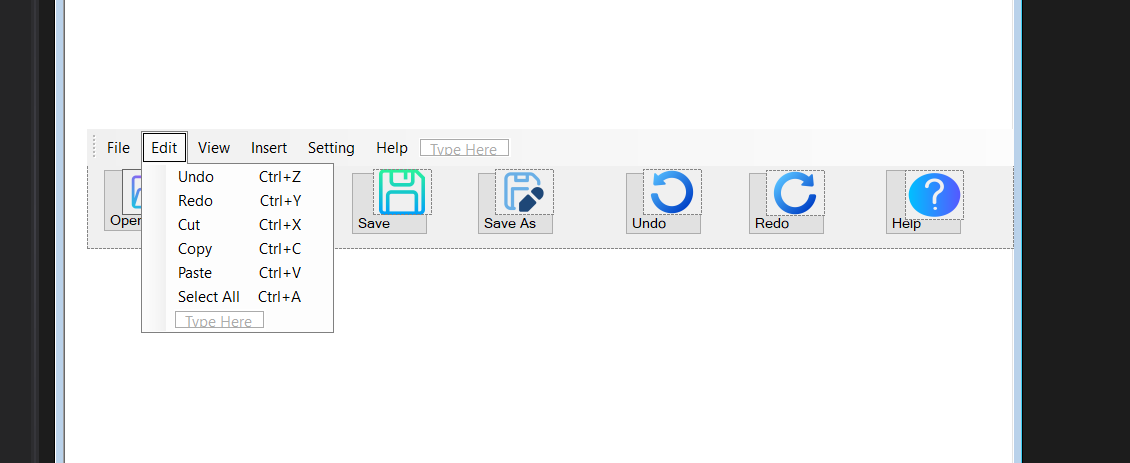 File Edit View Insert Setting Help Type Here
Undo Ctrl+Z
Redo Ctrl+Y
Cut Ctrl+X
Copy Ctrl+C
Paste Ctrl+V
Select All Ctrl+A
Type Here
Open Save Save As Undo Redo Help